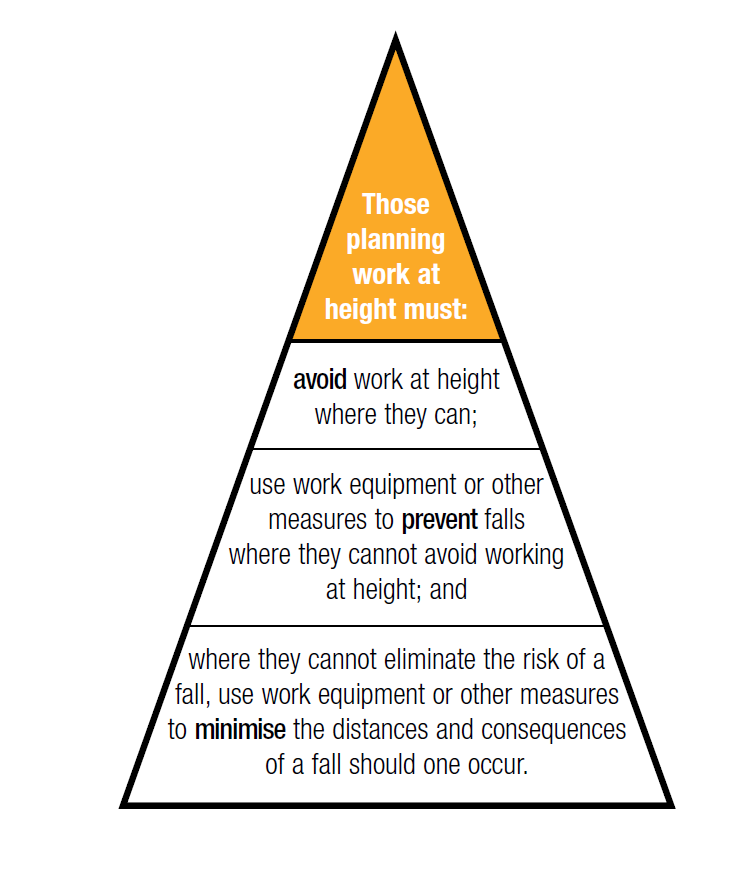 Those
planning
work at
height must:
avoid work at height
where they can;
use work equipment or other
measures to prevent falls
where they cannot avoid working
at height; and
where they cannot eliminate the risk of a
fall, use work equipment or other measures
to minimise the distances and consequences
of a fall should one occur.